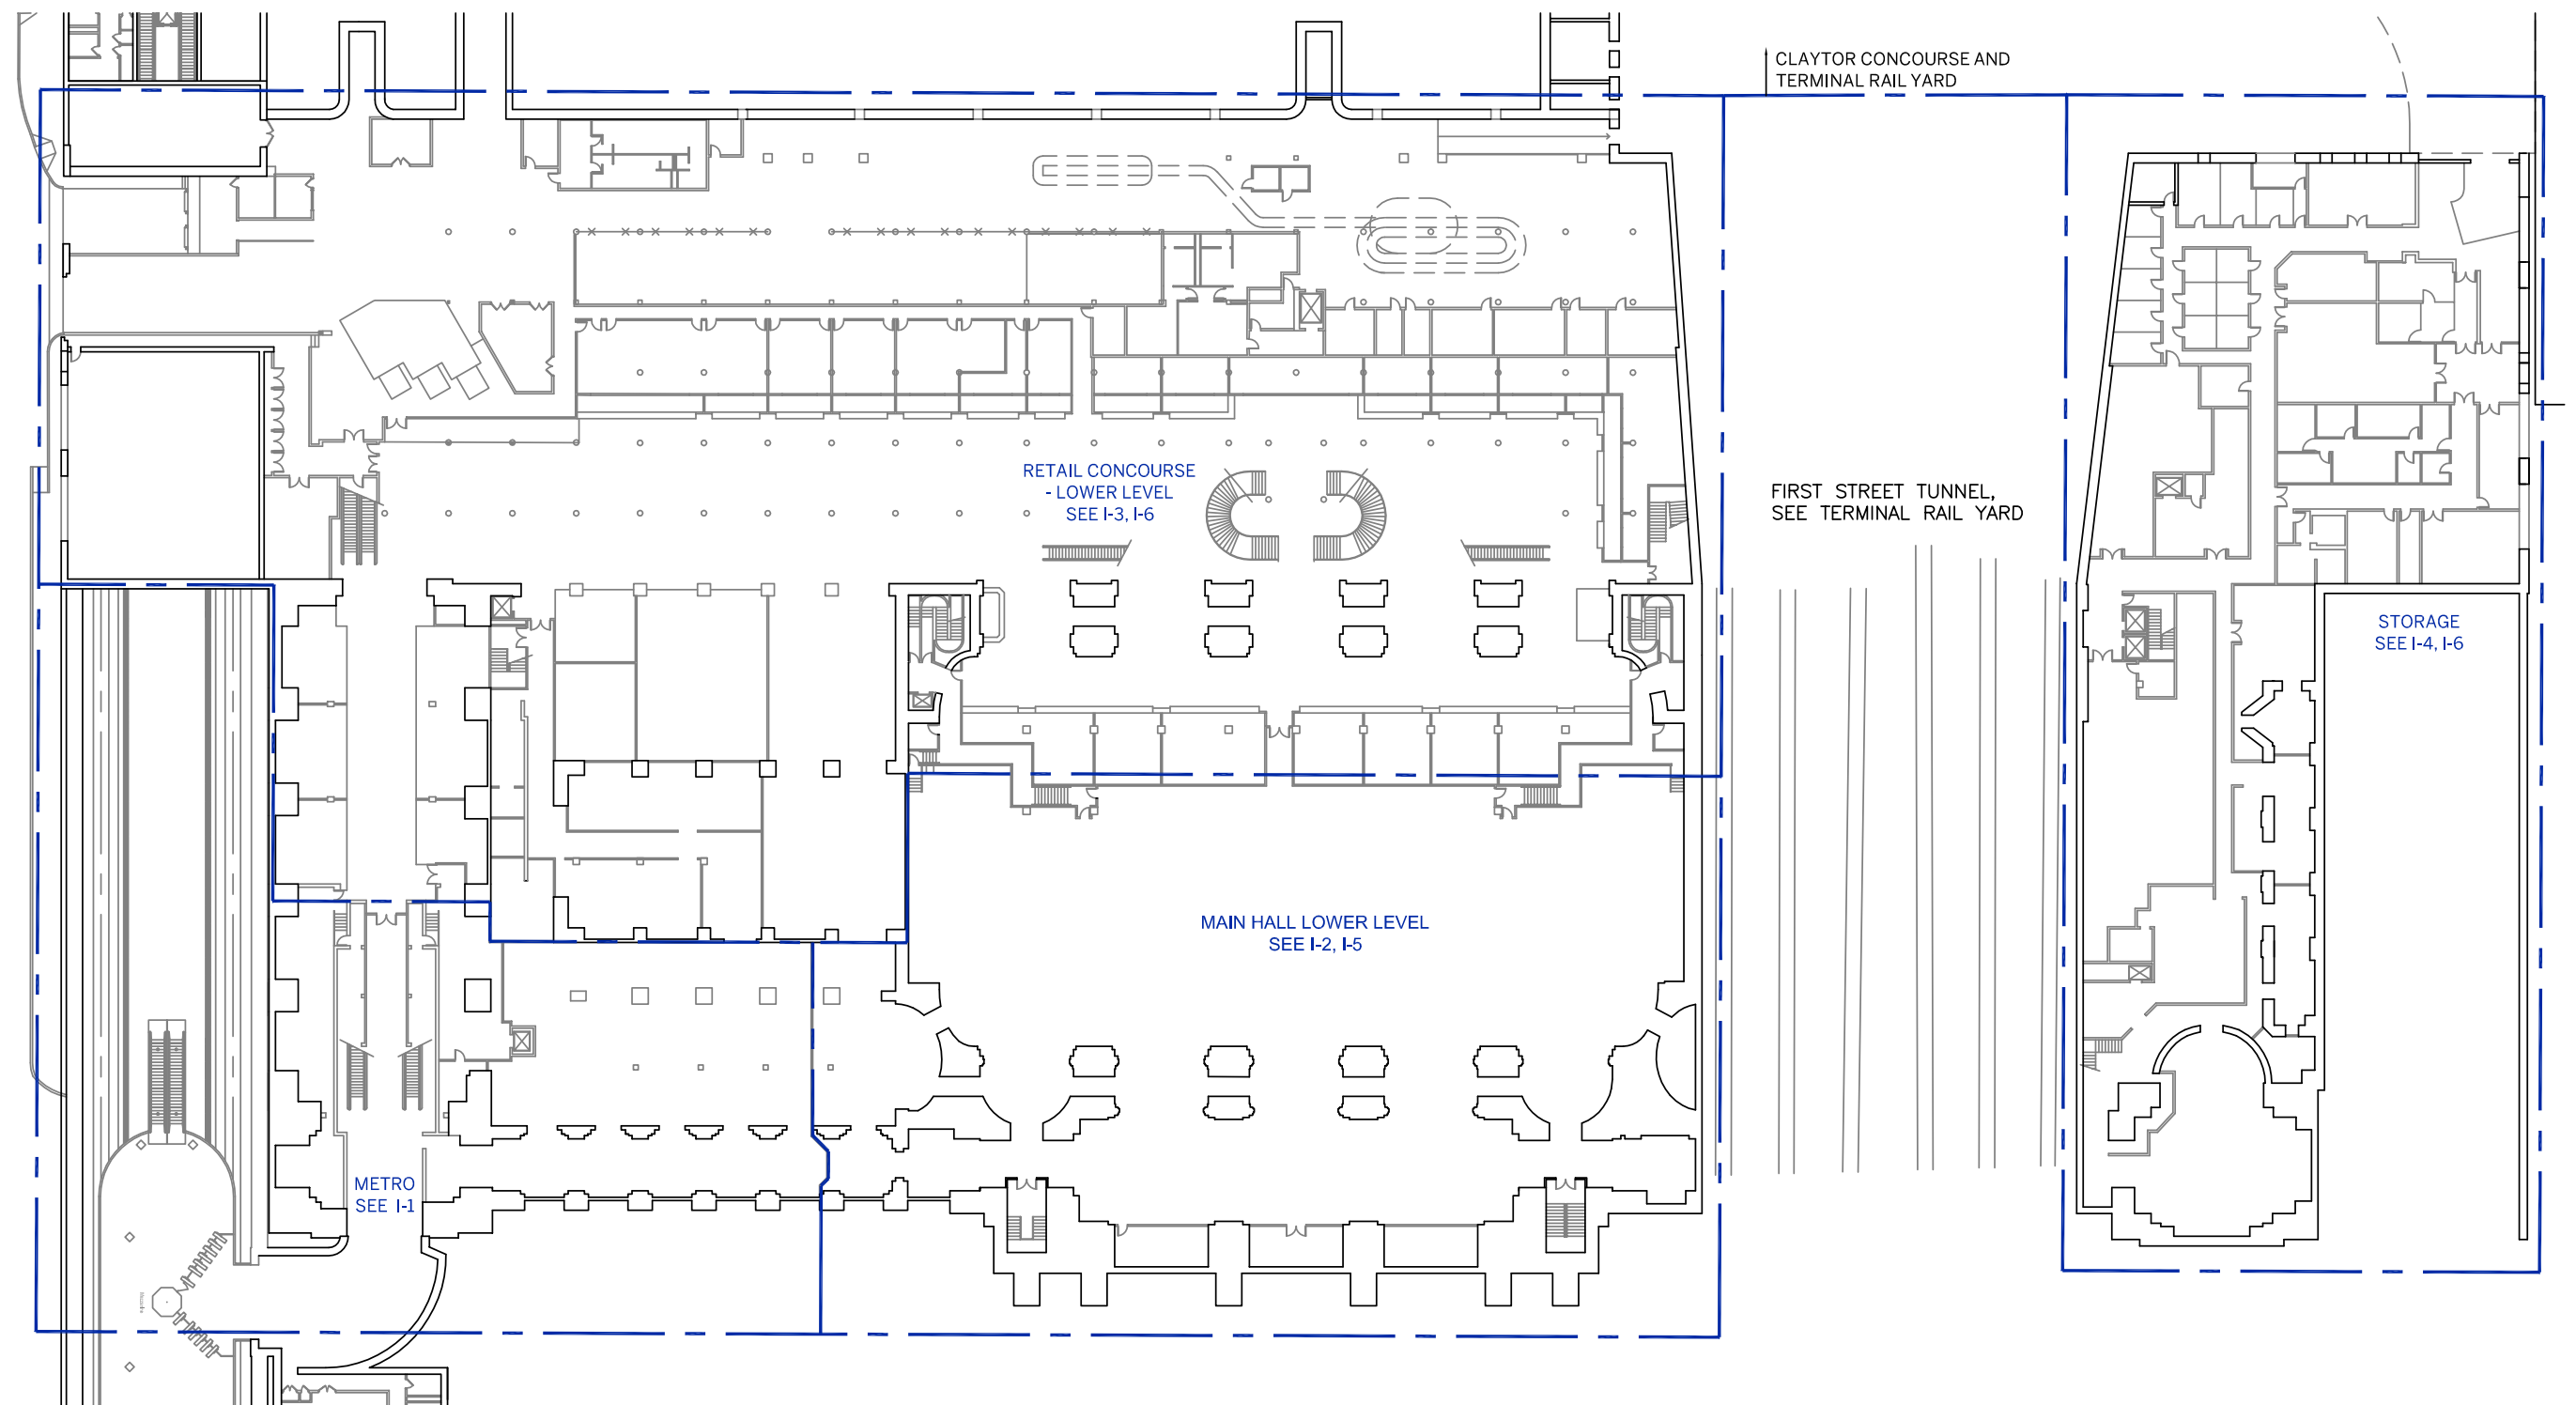 CLAYTOR CONCOURSE AND
TERMINAL RAIL YARD
RETAIL CONCOURSE
- LOWER LEVEL
SEE I-3, I-6
FIRST STREET TUNNEL,
SEE TERMINAL RAIL YARD
STORAGE
SEE I-4, I-6
MAIN HALL LOWER LEVEL
SEE I-2, I-5
METRO
SEE I-1